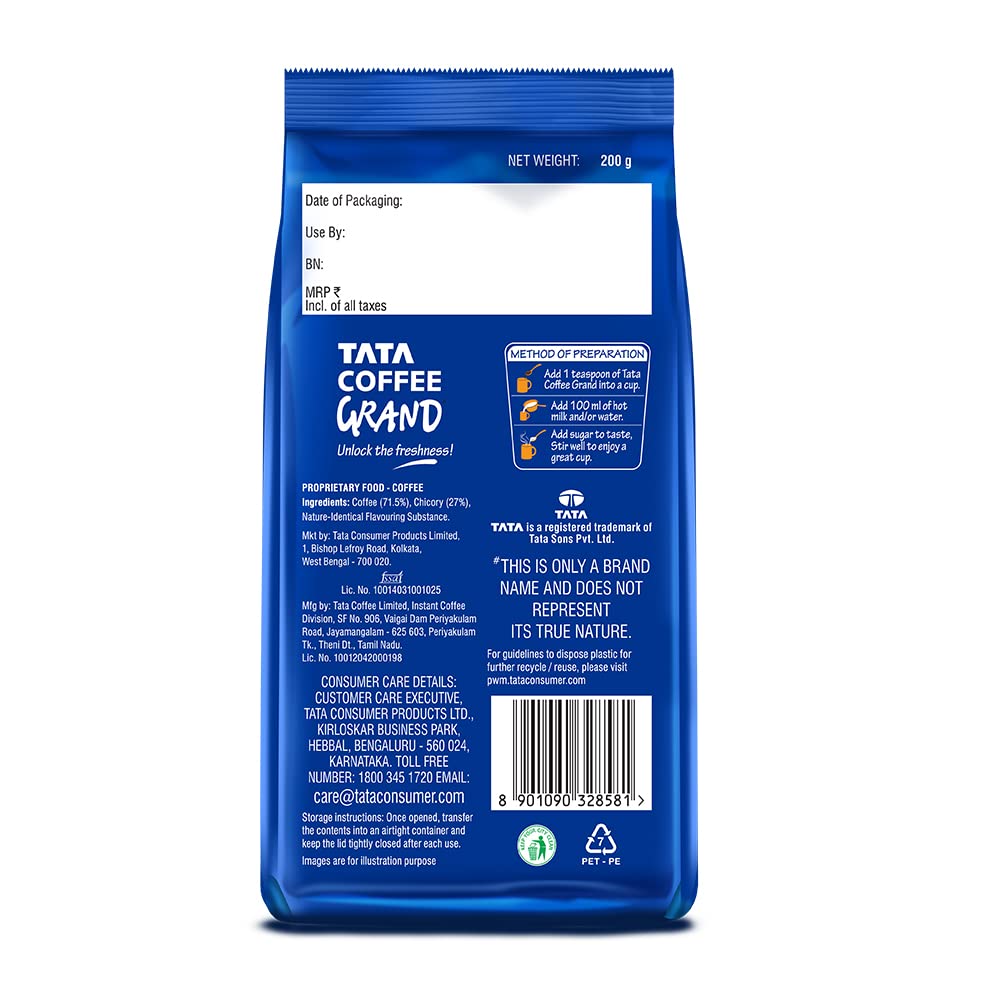 NET WEIGHT: 200 g
Date of Packaging:
Use By:
BN:
MRP ₹
Incl. of all taxes
TATA
COFFEE
GRAND
Unlock the freshness!
METHOD OF PREPARATION
Add 1 teaspoon of Tata
Coffee Grand into a cup.
Add 100 ml of hot
milk and/or water.
Add sugar to taste,
Stir well to enjoy a
great cup.
PROPRIETARY FOOD - COFFEE
Ingredients: Coffee (71.5%), Chicory (27%),
Nature-Identical Flavouring Substance.
Mkt by: Tata Consumer Products Limited,
1, Bishop Lefroy Road, Kolkata,
West Bengal - 700 020.
fssai
Lic. No. 10014031001025
Mfg by: Tata Coffee Limited, Instant Coffee
Division, SF No. 906, Vaigai Dam Periyakulam
Road, Jayamangalam - 625 603, Periyakulam
Tk., Theni Dt., Tamil Nadu.
Lic. No. 10012042000198
CONSUMER CARE DETAILS:
CUSTOMER CARE EXECUTIVE,
TATA CONSUMER PRODUCTS LTD.,
KIRLOSKAR BUSINESS PARK,
HEBBAL, BENGALURU - 560 024,
KARNATAKA. TOLL FREE
NUMBER: 1800 345 1720 EMAIL:
care@tataconsumer.com
Storage instructions: Once opened, transfer
the contents into an airtight container and
keep the lid tightly closed after each use.
Images are for illustration purpose
TATA
TATA is a registered trademark of
Tata Sons Pvt. Ltd.
#THIS IS ONLY A BRAND
NAME AND DOES NOT
REPRESENT
ITS TRUE NATURE.
For guidelines to dispose plastic for
further recycle / reuse, please visit
pwm.tataconsumer.com
8 901090 328581 >
KEEP YOUR CITY CLEAN
7
PET - PE